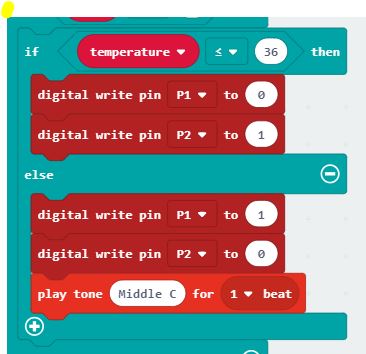 if temperature ≤ 36 then
digital write pin P1 to 0
digital write pin P2 to 1
else
digital write pin P1 to 1
digital write pin P2 to 0
play tone Middle C for 1 beat